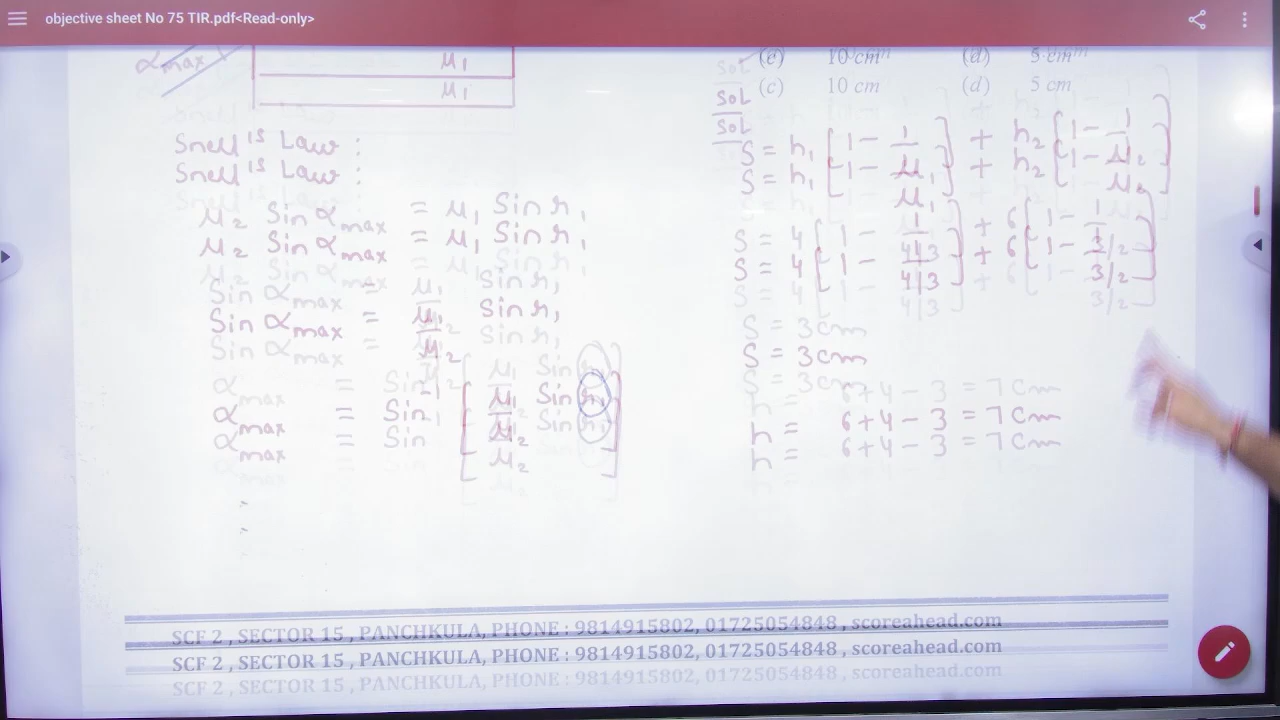 objective sheet No 75 TIR.pdf<Read-only>
αmax
μ1
μ1
Snell's Law :
μ2 Sin αmax = μ1 Sin r1
Sin αmax = μ1/μ2 Sin r1
αmax = Sin⁻¹ [ μ1/μ2 Sin r1 ]
(c) 10 cm (d) 5 cm
Sol
S = h1 [ 1 - 1/μ1 ] + h2 [ 1 - 1/μ2 ]
S = 4 [ 1 - 1/4/3 ] + 6 [ 1 - 1/3/2 ]
S = 3cm
h = 6+4-3 = 7cm
SCF 2 , SECTOR 15 , PANCHKULA, PHONE : 9814915802, 01725054848 , scoreahead.com